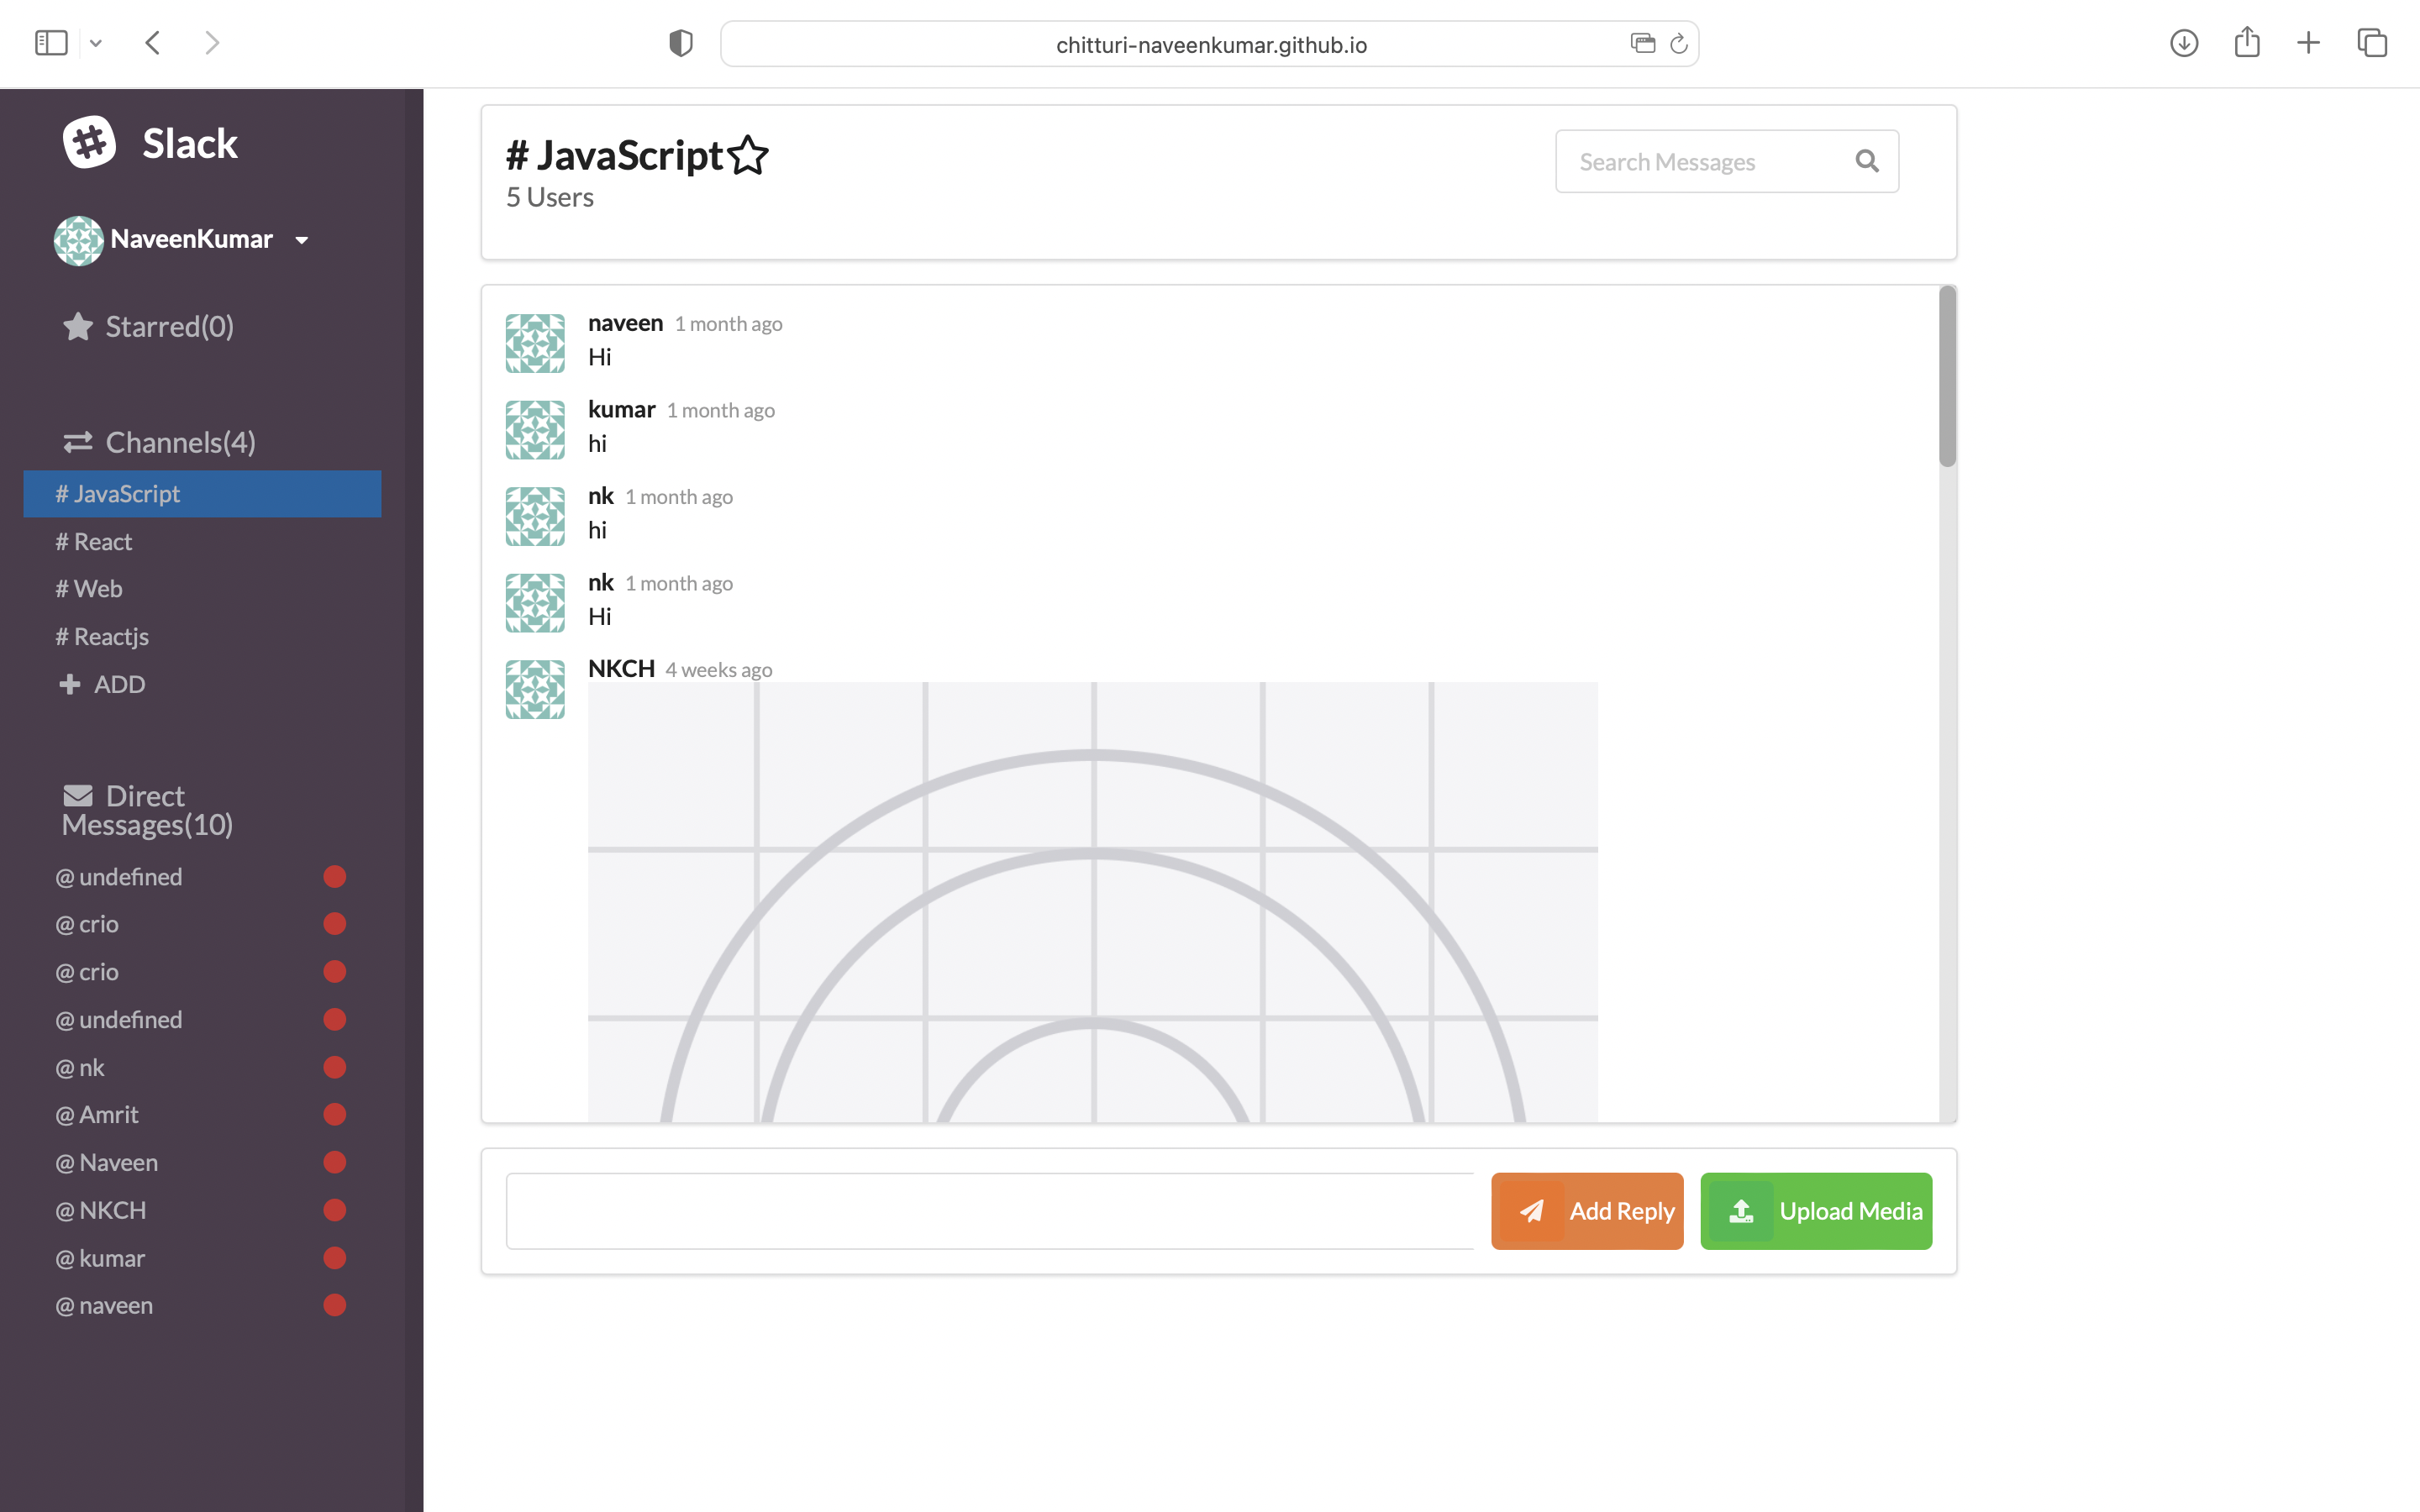 chitturi-naveenkumar.github.io
Slack
NaveenKumar
Starred(0)
Channels(4)
# JavaScript
# React
# Web
# Reactjs
ADD
Direct
Messages(10)
@ undefined
@ crio
@ crio
@ undefined
@ nk
@ Amrit
@ Naveen
@ NKCH
@ kumar
@ naveen
# JavaScript
5 Users
Search Messages
naveen 1 month ago
Hi
kumar 1 month ago
hi
nk 1 month ago
hi
nk 1 month ago
Hi
NKCH 4 weeks ago
Add Reply
Upload Media